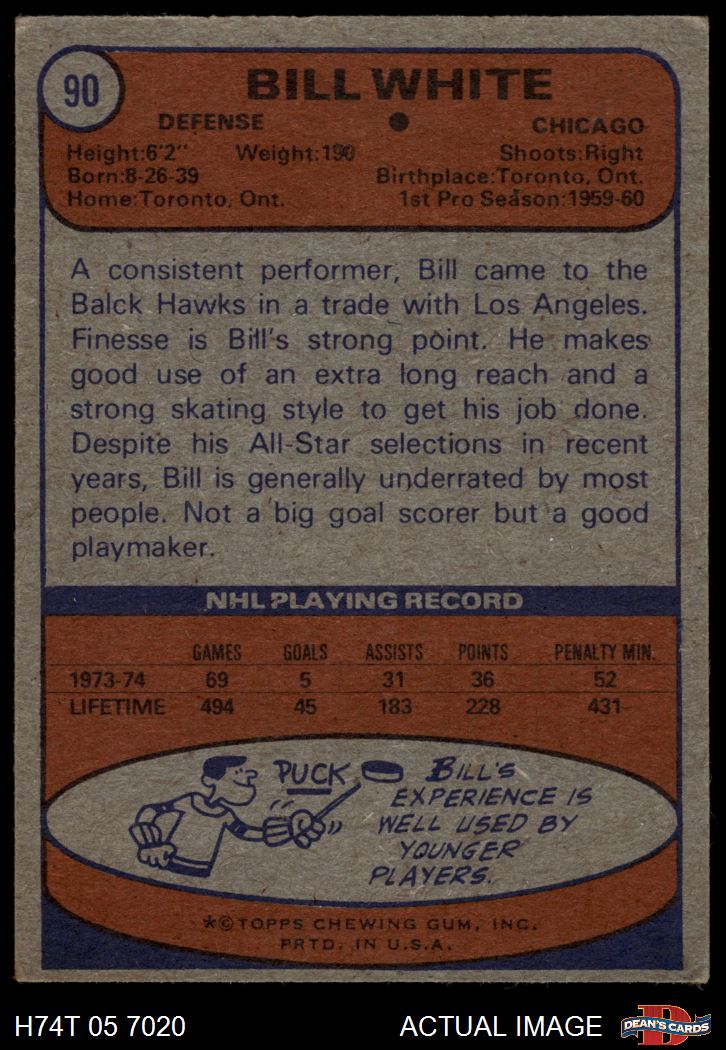 90
BILL WHITE
DEFENSE ● CHICAGO
Height:6'2" Weight:190 Shoots:Right
Born:8-26-39 Birthplace:Toronto, Ont.
Home:Toronto, Ont. 1st Pro Season:1959-60
A consistent performer, Bill came to the
Balck Hawks in a trade with Los Angeles.
Finesse is Bill's strong point. He makes
good use of an extra long reach and a
strong skating style to get his job done.
Despite his All-Star selections in recent
years, Bill is generally underrated by most
people. Not a big goal scorer but a good
playmaker.
NHL PLAYING RECORD
GAMES GOALS ASSISTS POINTS PENALTY MIN.
1973-74 69 5 31 36 52
LIFETIME 494 45 183 228 431
PUCK
BILL'S
EXPERIENCE IS
WELL USED BY
YOUNGER
PLAYERS.
*©TOPPS CHEWING GUM, INC.
PRTD. IN U.S.A.
H74T 05 7020 ACTUAL IMAGE
D
DEAN'S CARDS